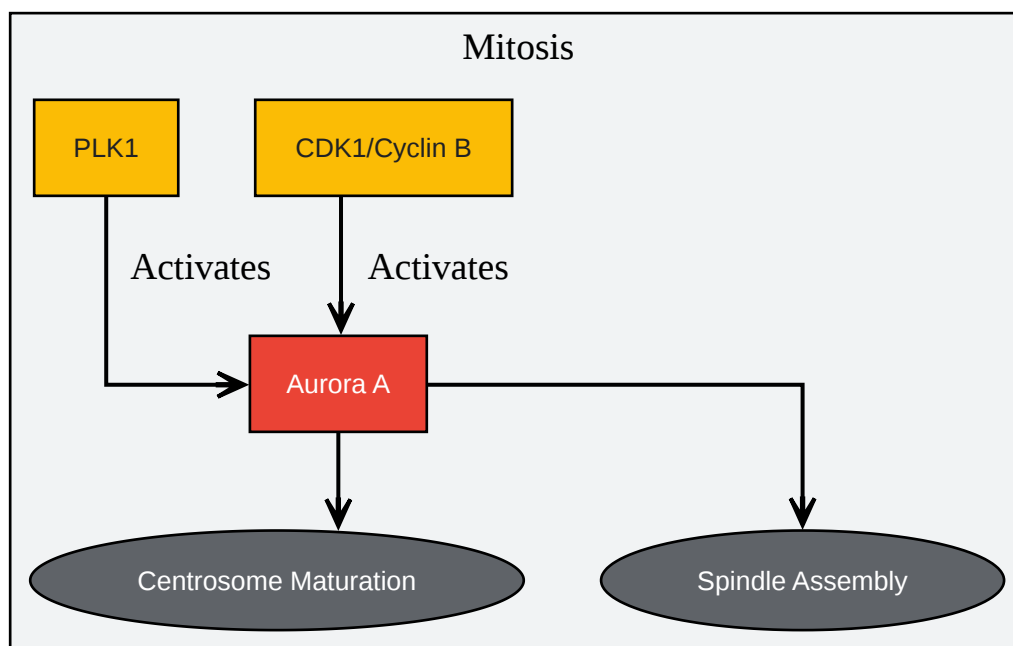 Mitosis
PLK1
CDK1/Cyclin B
Activates
Activates
Aurora A
Centrosome Maturation
Spindle Assembly